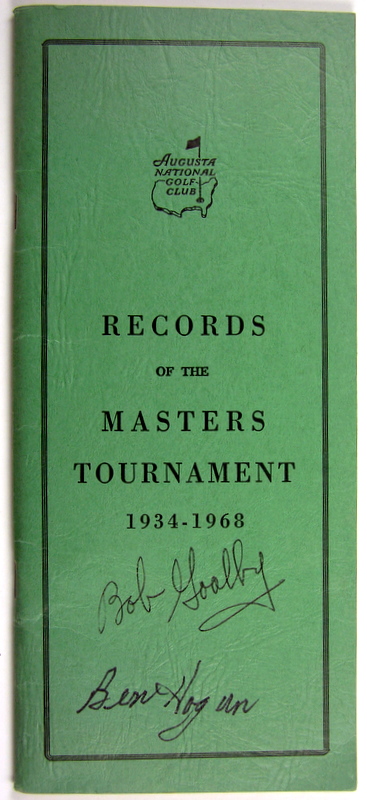 AUGUSTA
NATIONAL
GOLF
CLUB
RECORDS
OF THE
MASTERS
TOURNAMENT
1934-1968
Bob Goalby
Ben Hogan